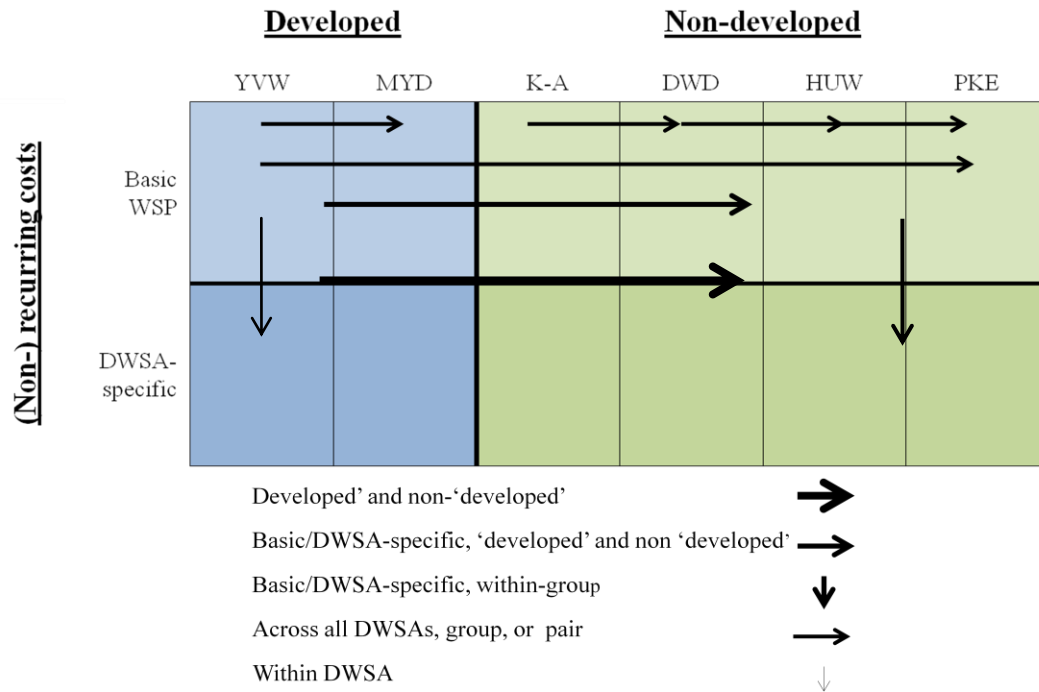 Developed Non-developed
YVW MYD K-A DWD HUW PKE
(Non-) recurring costs
Basic
WSP
DWSA-
specific
Developed’ and non-‘developed’
Basic/DWSA-specific, ‘developed’ and non ‘developed’
Basic/DWSA-specific, within-group
Across all DWSAs, group, or pair
Within DWSA